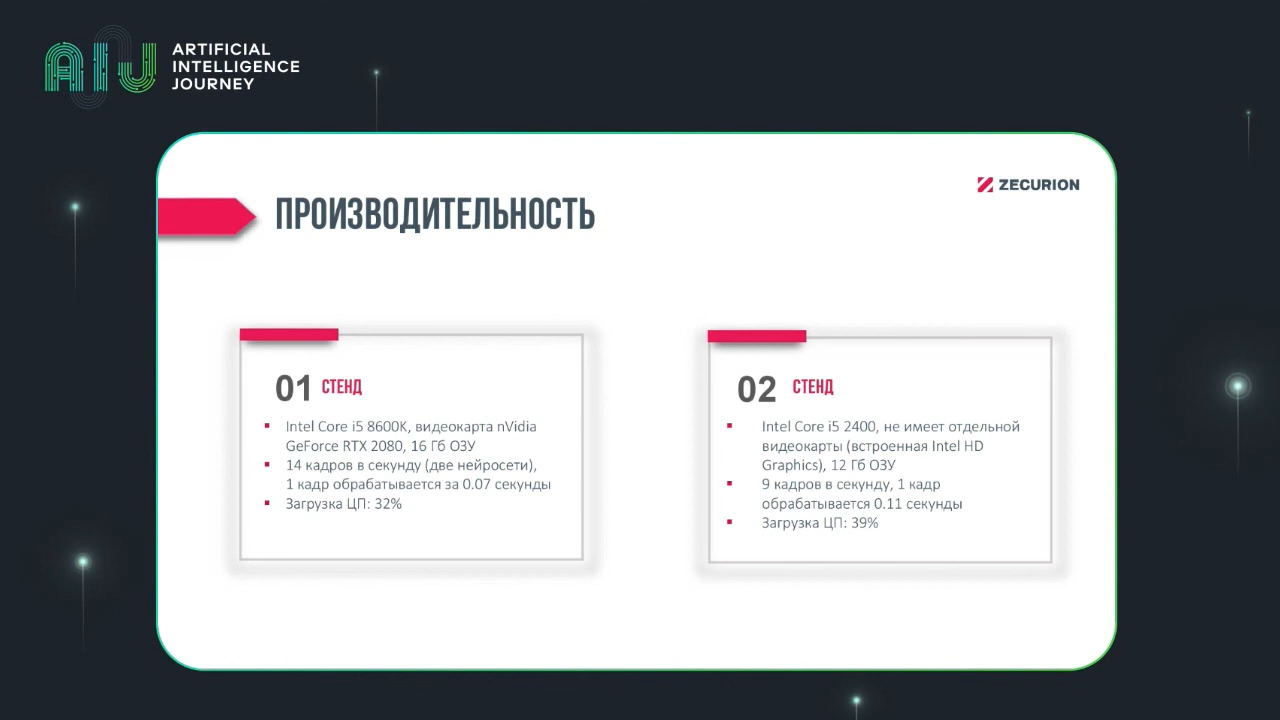 ARTIFICIAL
INTELLIGENCE
JOURNEY
ZECURION
ПРОИЗВОДИТЕЛЬНОСТЬ
01 СТЕНД
Intel Core i5 8600K, видеокарта nVidia
GeForce RTX 2080, 16 Гб ОЗУ
14 кадров в секунду (две нейросети),
1 кадр обрабатывается за 0.07 секунды
Загрузка ЦП: 32%
02 СТЕНД
Intel Core i5 2400, не имеет отдельной
видеокарты (встроенная Intel HD
Graphics), 12 Гб ОЗУ
9 кадров в секунду, 1 кадр
обрабатывается 0.11 секунды
Загрузка ЦП: 39%